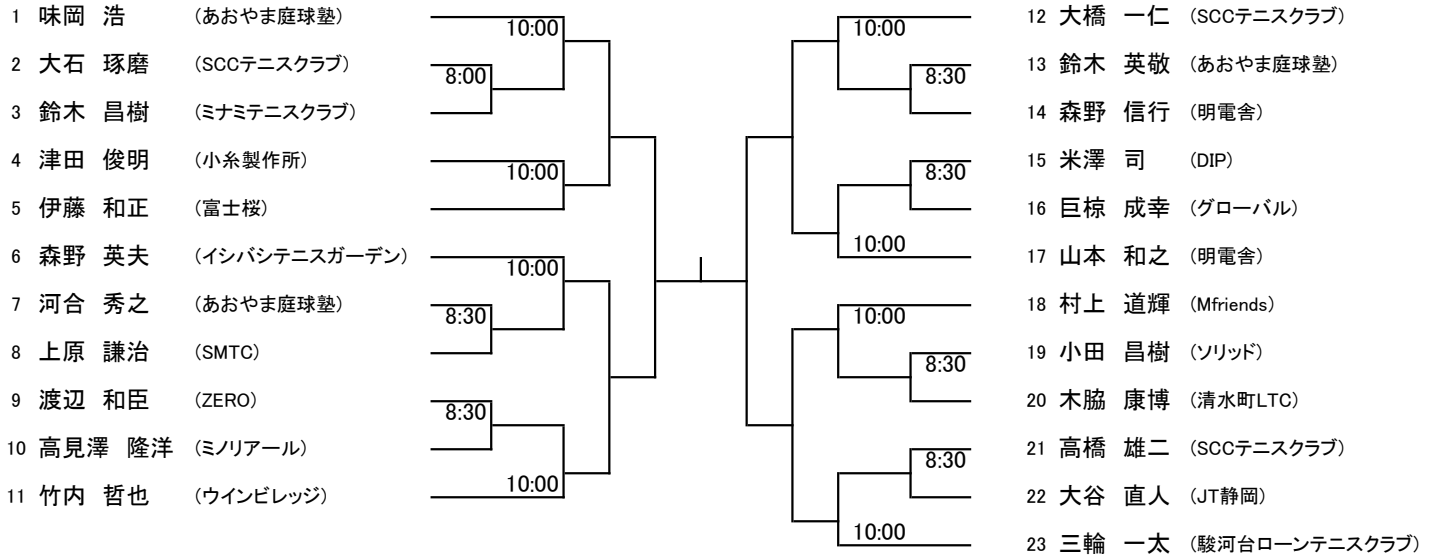 1 味岡 浩 (あおやま庭球塾)
10:00
2 大石 琢磨 (SCCテニスクラブ)
8:00
3 鈴木 昌樹 (ミナミテニスクラブ)
4 津田 俊明 (小糸製作所)
10:00
5 伊藤 和正 (富士桜)
6 森野 英夫 (イシバシテニスガーデン)
10:00
7 河合 秀之 (あおやま庭球塾)
8:30
8 上原 謙治 (SMTC)
9 渡辺 和臣 (ZERO)
8:30
10 高見澤 隆洋 (ミノリアール)
10:00
11 竹内 哲也 (ウインビレッジ)
12 大橋 一仁 (SCCテニスクラブ)
10:00
13 鈴木 英敬 (あおやま庭球塾)
8:30
14 森野 信行 (明電舎)
15 米澤 司 (DIP)
8:30
16 巨椋 成幸 (グローバル)
10:00
17 山本 和之 (明電舎)
18 村上 道輝 (Mfriends)
10:00
19 小田 昌樹 (ソリッド)
8:30
20 木脇 康博 (清水町LTC)
21 高橋 雄二 (SCCテニスクラブ)
8:30
22 大谷 直人 (JT静岡)
10:00
23 三輪 一太 (駿河台ローンテニスクラブ)